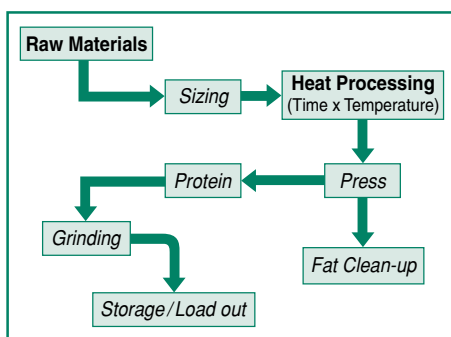 Raw Materials
Sizing
Heat Processing
(Time x Temperature)
Protein
Press
Grinding
Fat Clean-up
Storage/Load out